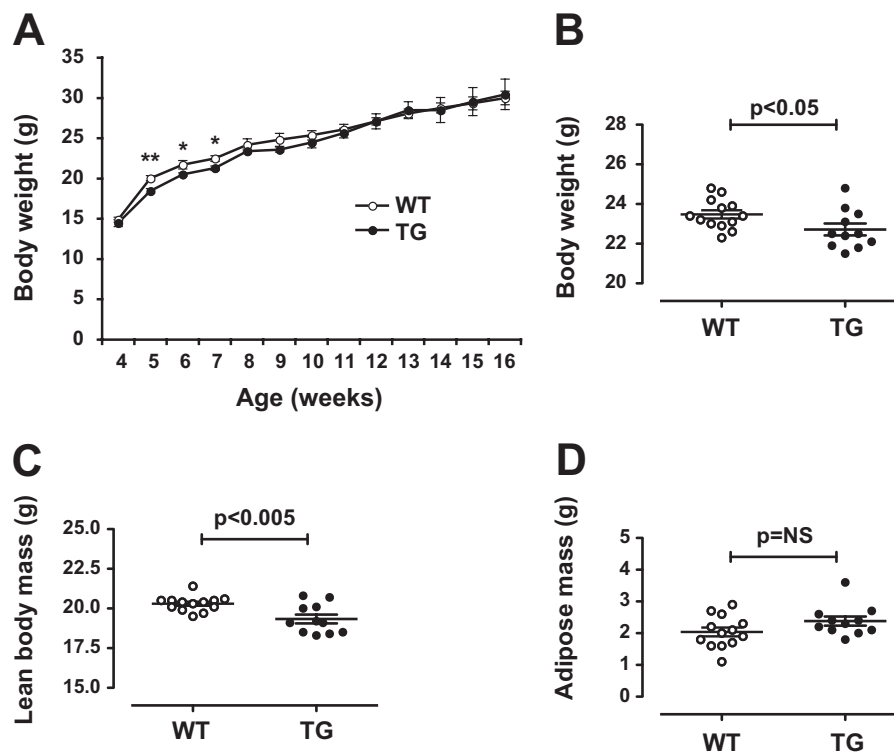 A
Body weight (g)
35
30
25
20
15
10
5
0
** * *
WT
TG
4 5 6 7 8 9 10 11 12 13 14 15 16
Age (weeks)
B
Body weight (g)
p<0.05
28
26
24
22
20
WT TG
C
Lean body mass (g)
p<0.005
25.0
22.5
20.0
17.5
15.0
WT TG
D
Adipose mass (g)
p=NS
5
4
3
2
1
0
WT TG